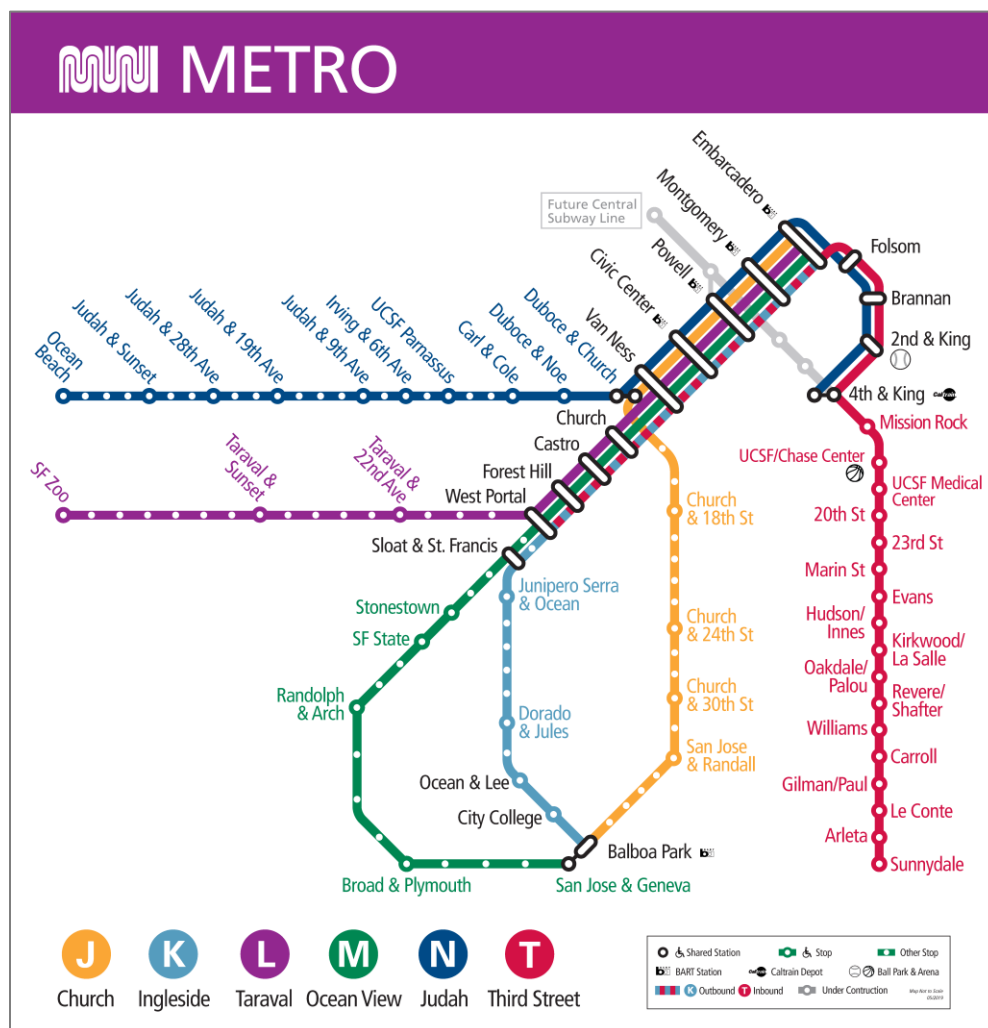 MUNI METRO
Embarcadero
Montgomery
Future Central
Subway Line
Powell
Civic Center
Van Ness
Folsom
Brannan
2nd & King
4th & King
Caltrain
Ocean
Beach
Judah & Sunset
Judah & 28th Ave
Judah & 19th Ave
Judah & 9th Ave
Irving & 6th Ave
UCSF Parnassus
Carl & Cole
Duboce & Noe
Duboce & Church
Church
Castro
Forest Hill
West Portal
SF Zoo
Taraval &
Sunset
Taraval &
22nd Ave
Sloat & St. Francis
Mission Rock
UCSF/Chase Center
UCSF Medical
Center
20th St
23rd St
Marin St
Evans
Hudson/
Innes
Kirkwood/
La Salle
Oakdale/
Palou
Revere/
Shafter
Williams
Carroll
Gilman/Paul
Le Conte
Arleta
Sunnydale
Church
& 18th St
Church
& 24th St
Church
& 30th St
San Jose
& Randall
Junipero Serra
& Ocean
Dorado
& Jules
Ocean & Lee
City College
Balboa Park
Stonestown
SF State
Randolph
& Arch
Broad & Plymouth
San Jose & Geneva
J
K
L
M
N
T
Church
Ingleside
Taraval
Ocean View
Judah
Third Street
Shared Station
Stop
Other Stop
BART Station
Caltrain
Caltrain Depot
Ball Park & Arena
K Outbound
T Inbound
Under Contruction
Map Not to Scale